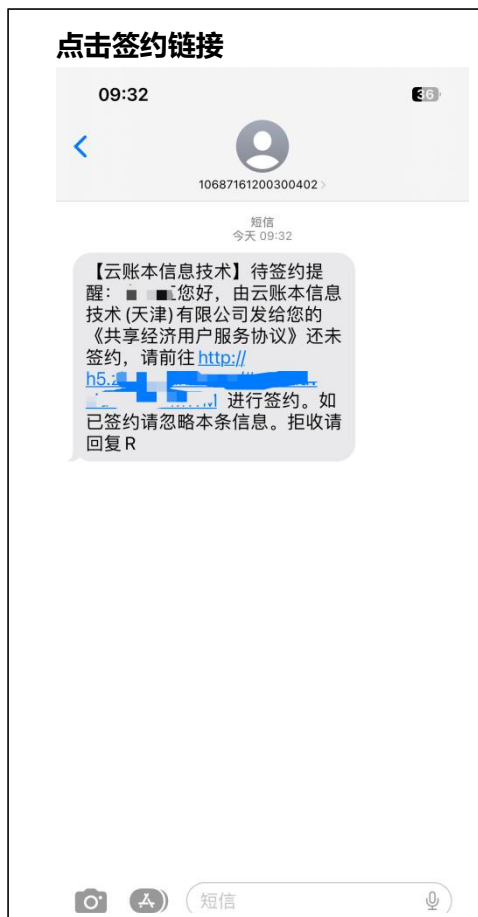 点击签约链接
09:32
36
10687161200300402
短信
今天 09:32
【云账本信息技术】待签约提
醒：您好，由云账本信息
技术(天津)有限公司发给您的
《共享经济用户服务协议》还未
签约，请前往 http://
h5.
进行签约。如
已签约请忽略本条信息。拒收请
回复R
短信